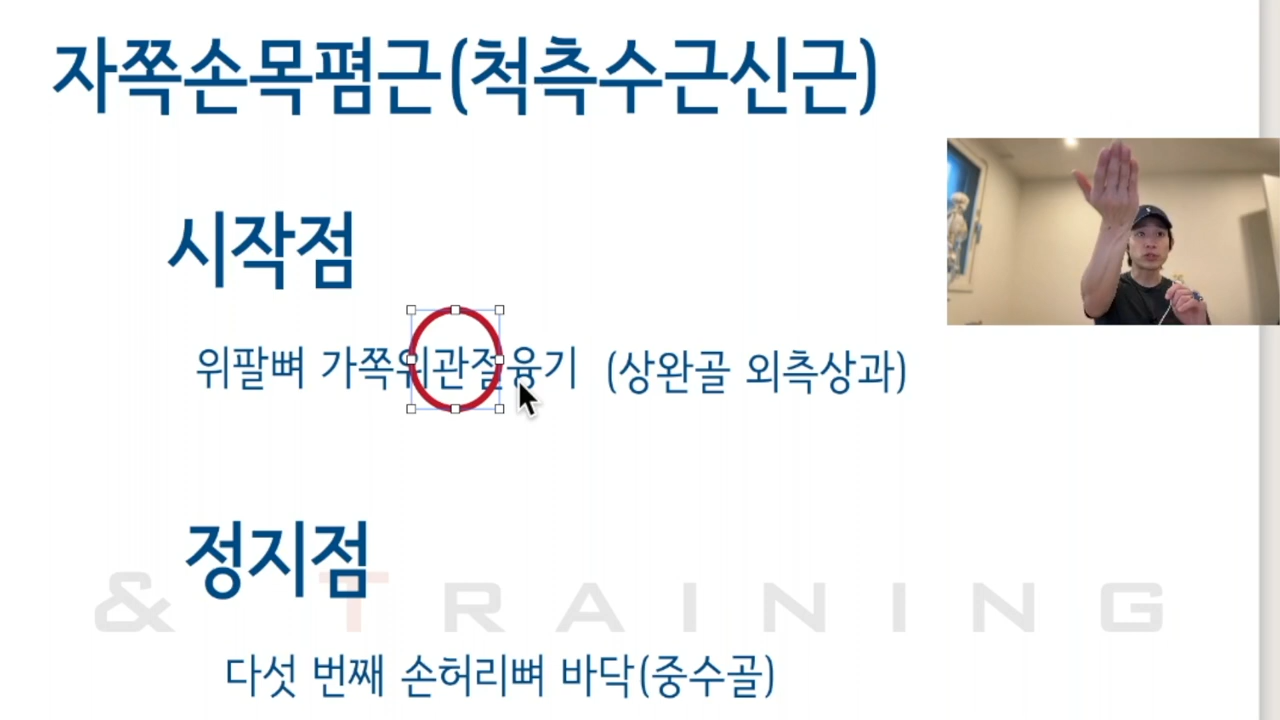 자쪽손목폄근(척측수근신근)
시작점
위팔뼈 가쪽위관절융기 (상완골 외측상과)
정지점
& TRAINING
다섯 번째 손허리뼈 바닥(중수골)